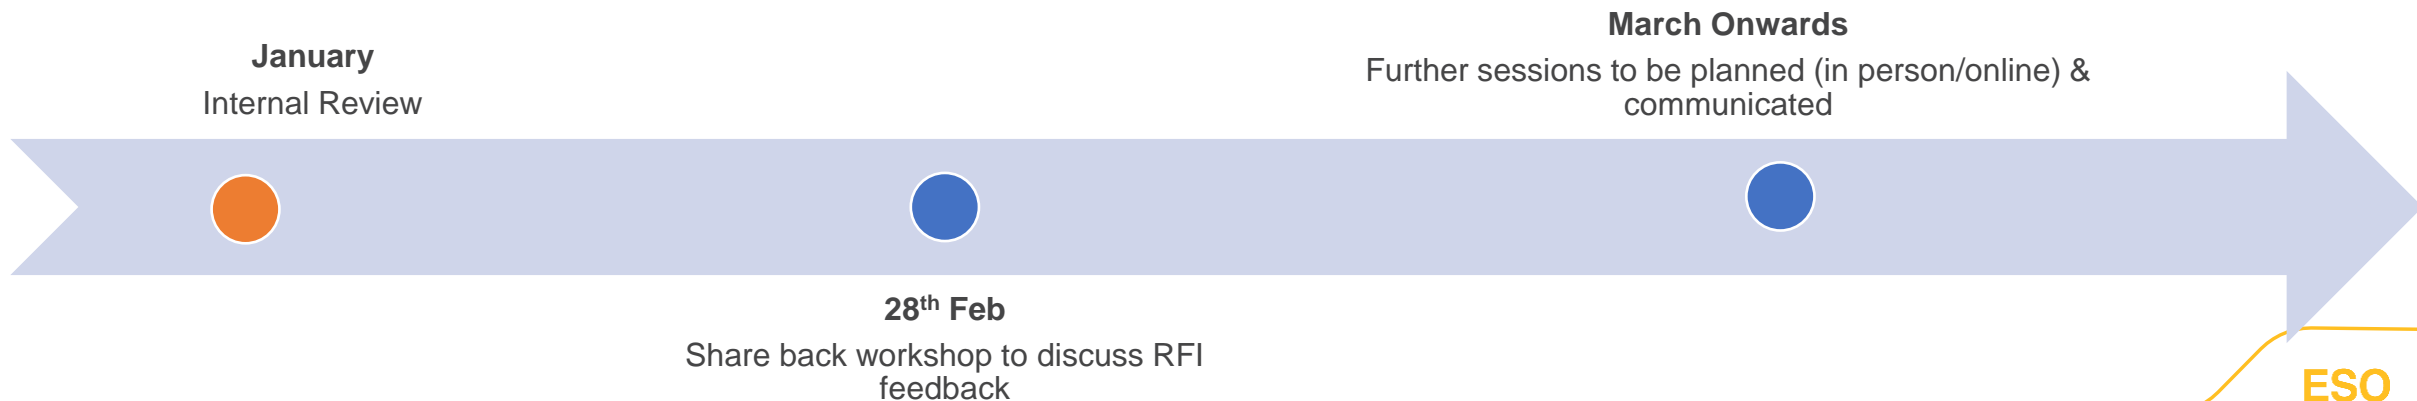 January
Internal Review
28th Feb
Share back workshop to discuss RFI
feedback
March Onwards
Further sessions to be planned (in person/online) &
communicated
ESO